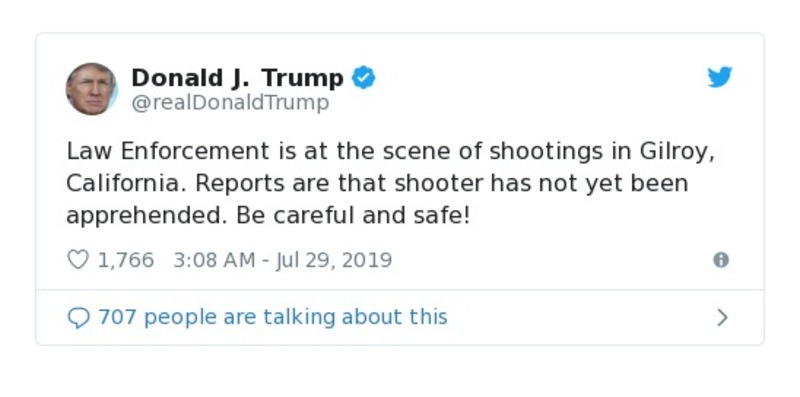 Donald J. Trump
@realDonaldTrump
Law Enforcement is at the scene of shootings in Gilroy,
California. Reports are that shooter has not yet been
apprehended. Be careful and safe!
1,766 3:08 AM - Jul 29, 2019
707 people are talking about this